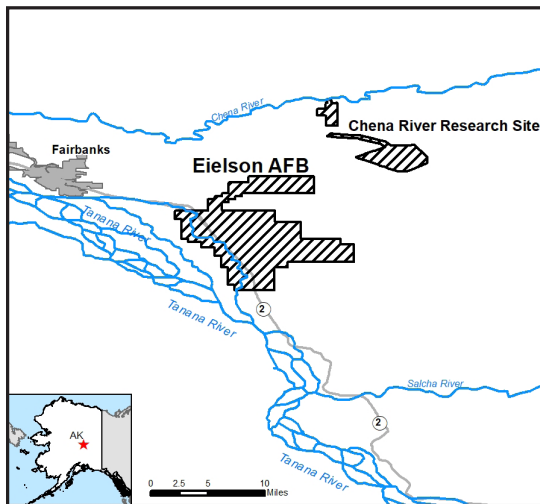 Chena River
Chena River Research Site
Fairbanks
Eielson AFB
Tanana River
Tanana River
2
Salcha River
2
Tanana River
AK
0 2.5 5 10
Miles